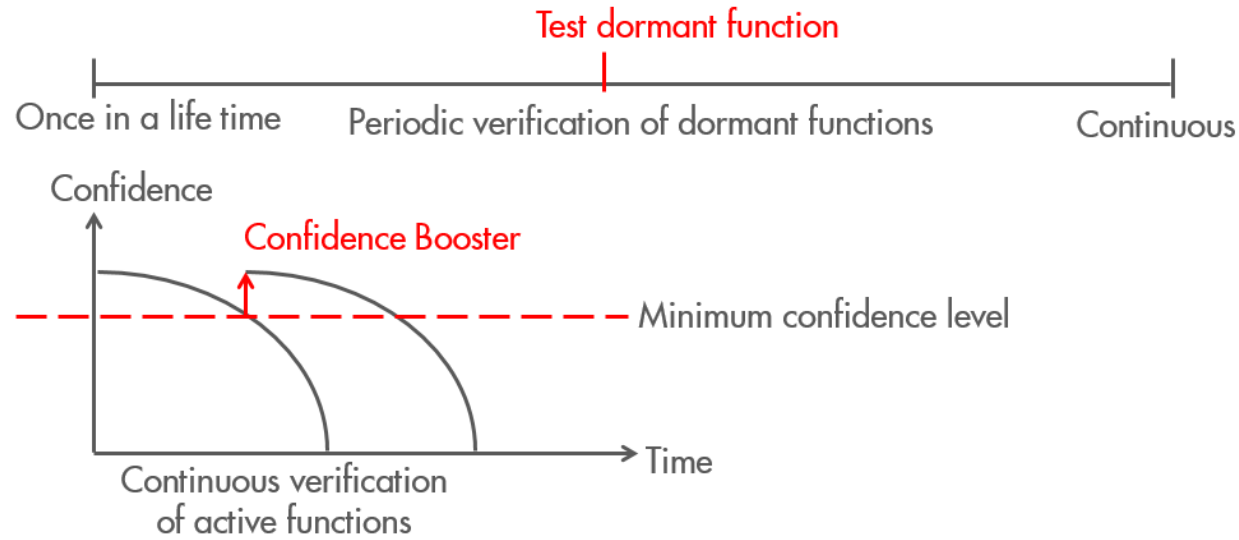 Test dormant function
Once in a life time
Periodic verification of dormant functions
Continuous
Confidence
Confidence Booster
Minimum confidence level
Time
Continuous verification
of active functions